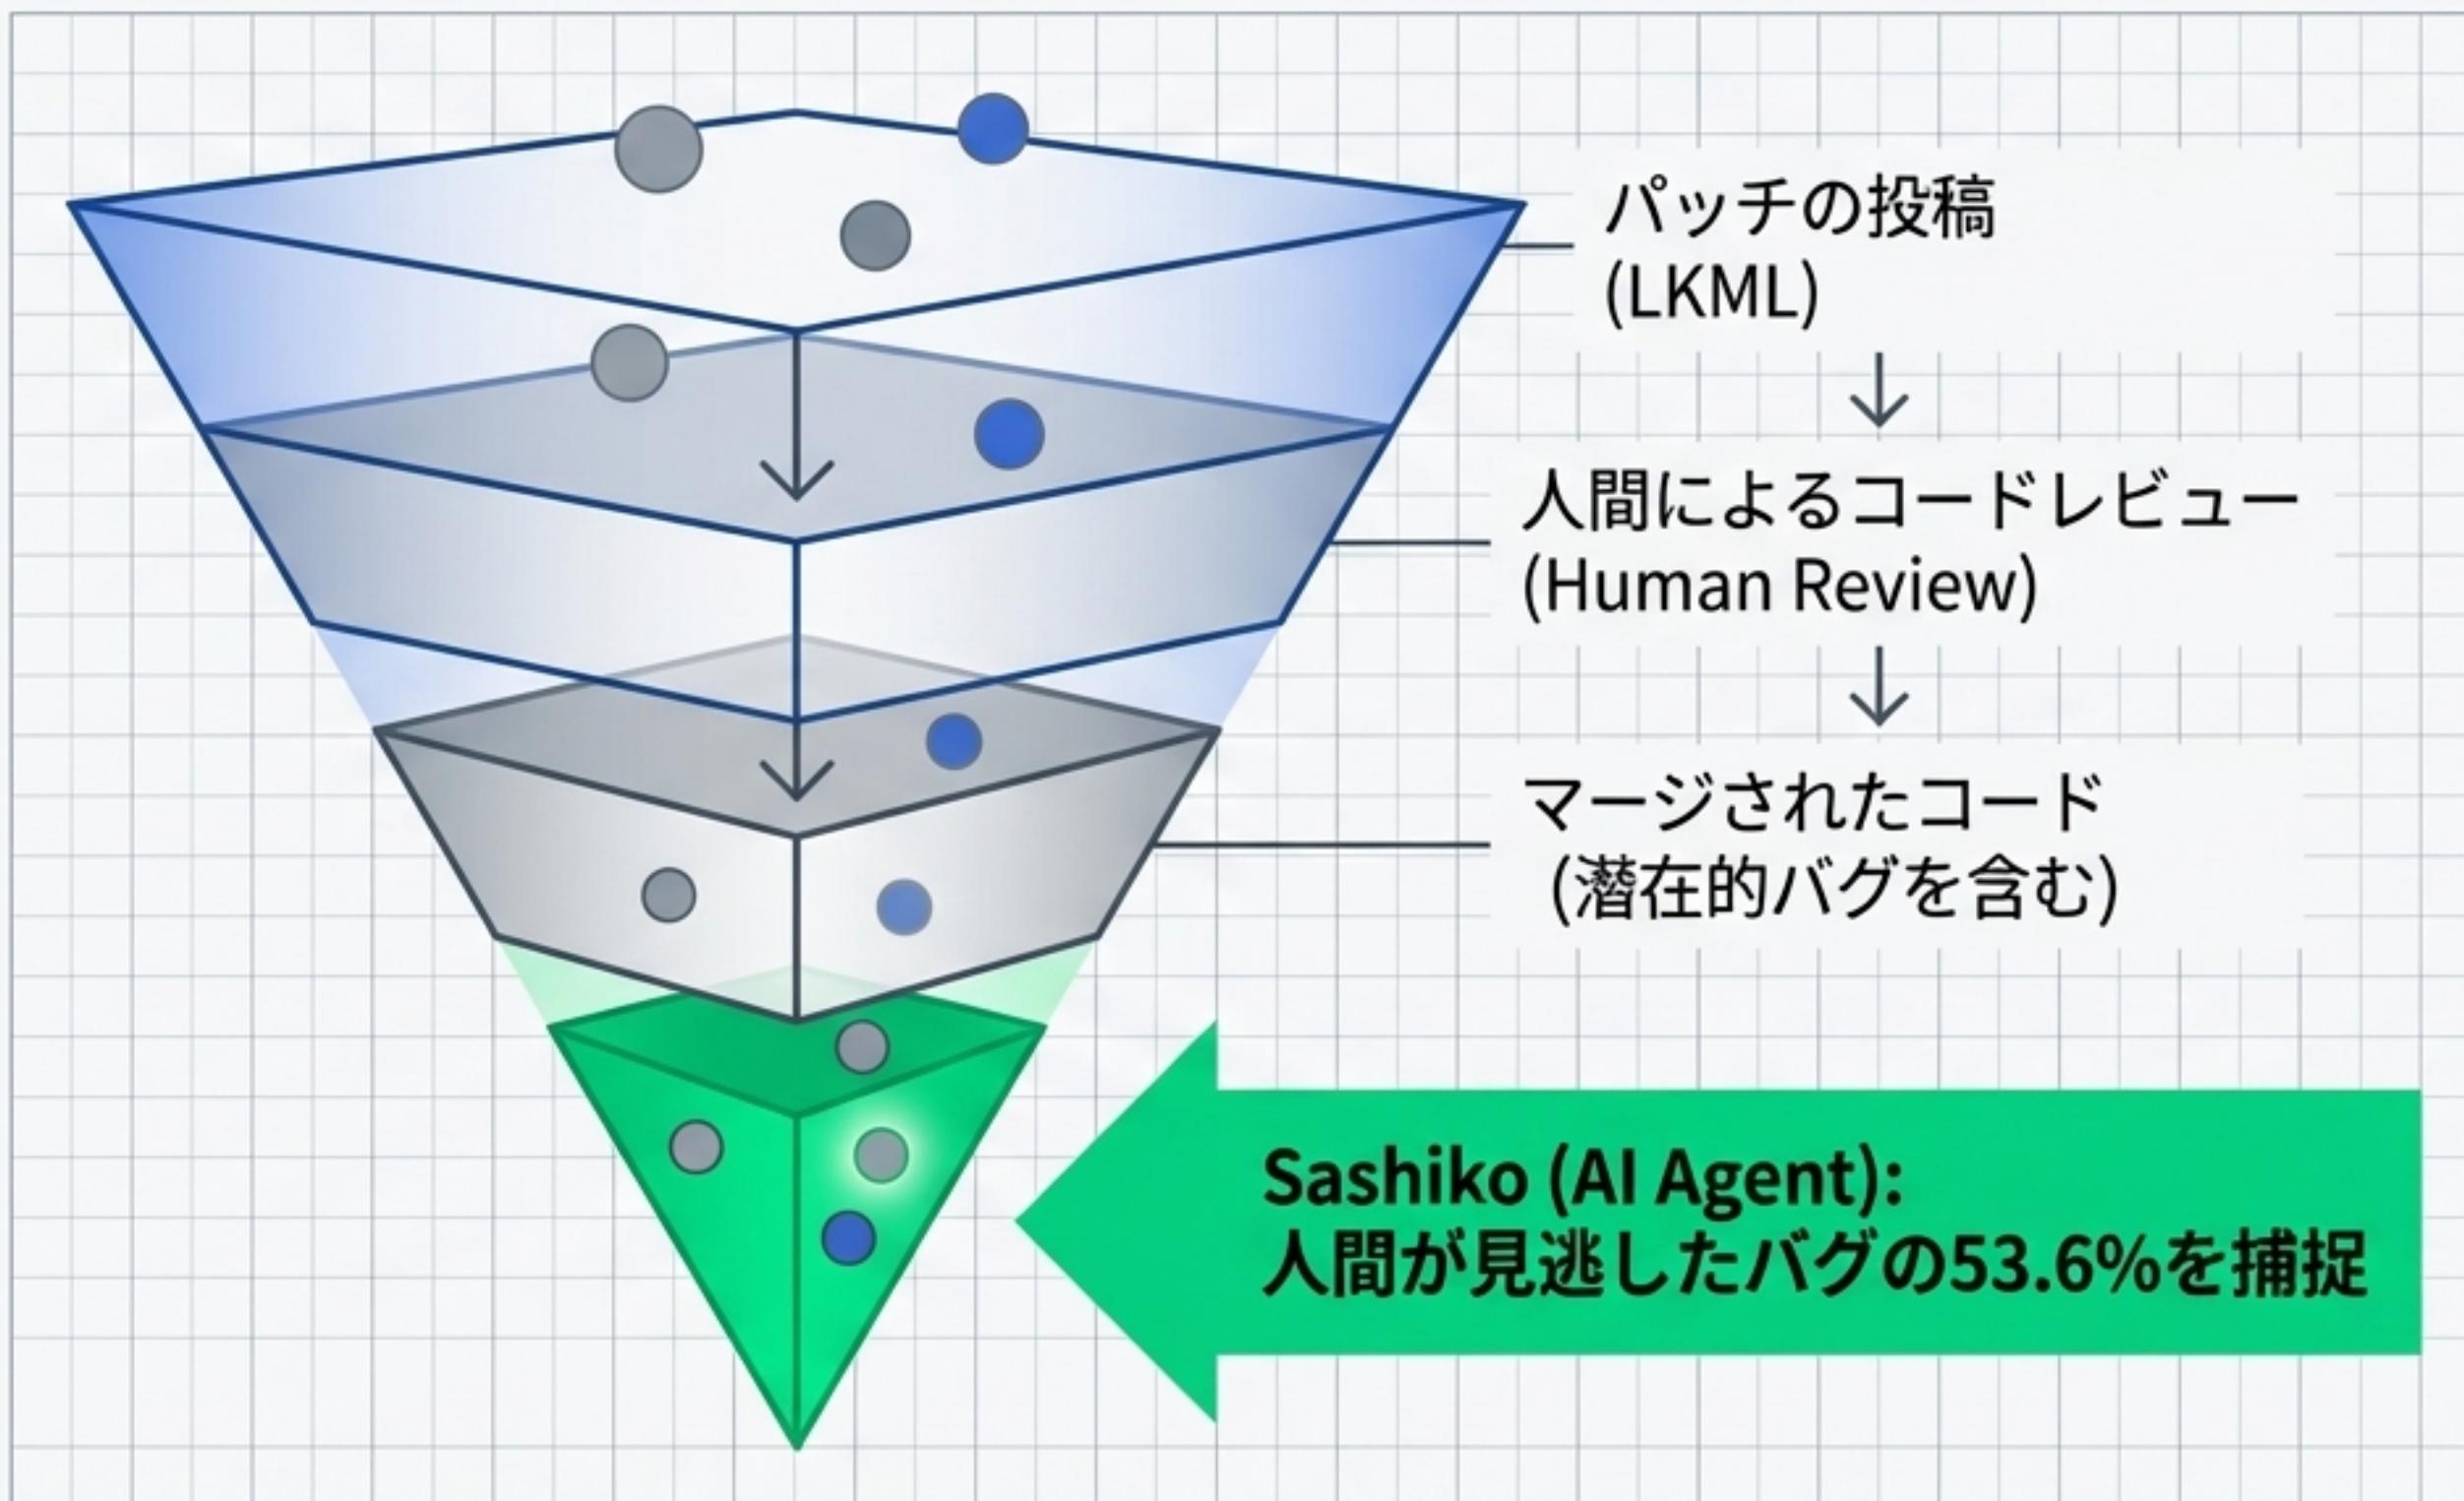 パッチの投稿
(LKML)
人間によるコードレビュー
(Human Review)
マージされたコード
(潜在的バグを含む)
Sashiko (AI Agent):
人間が見逃したバグの53.6%を捕捉